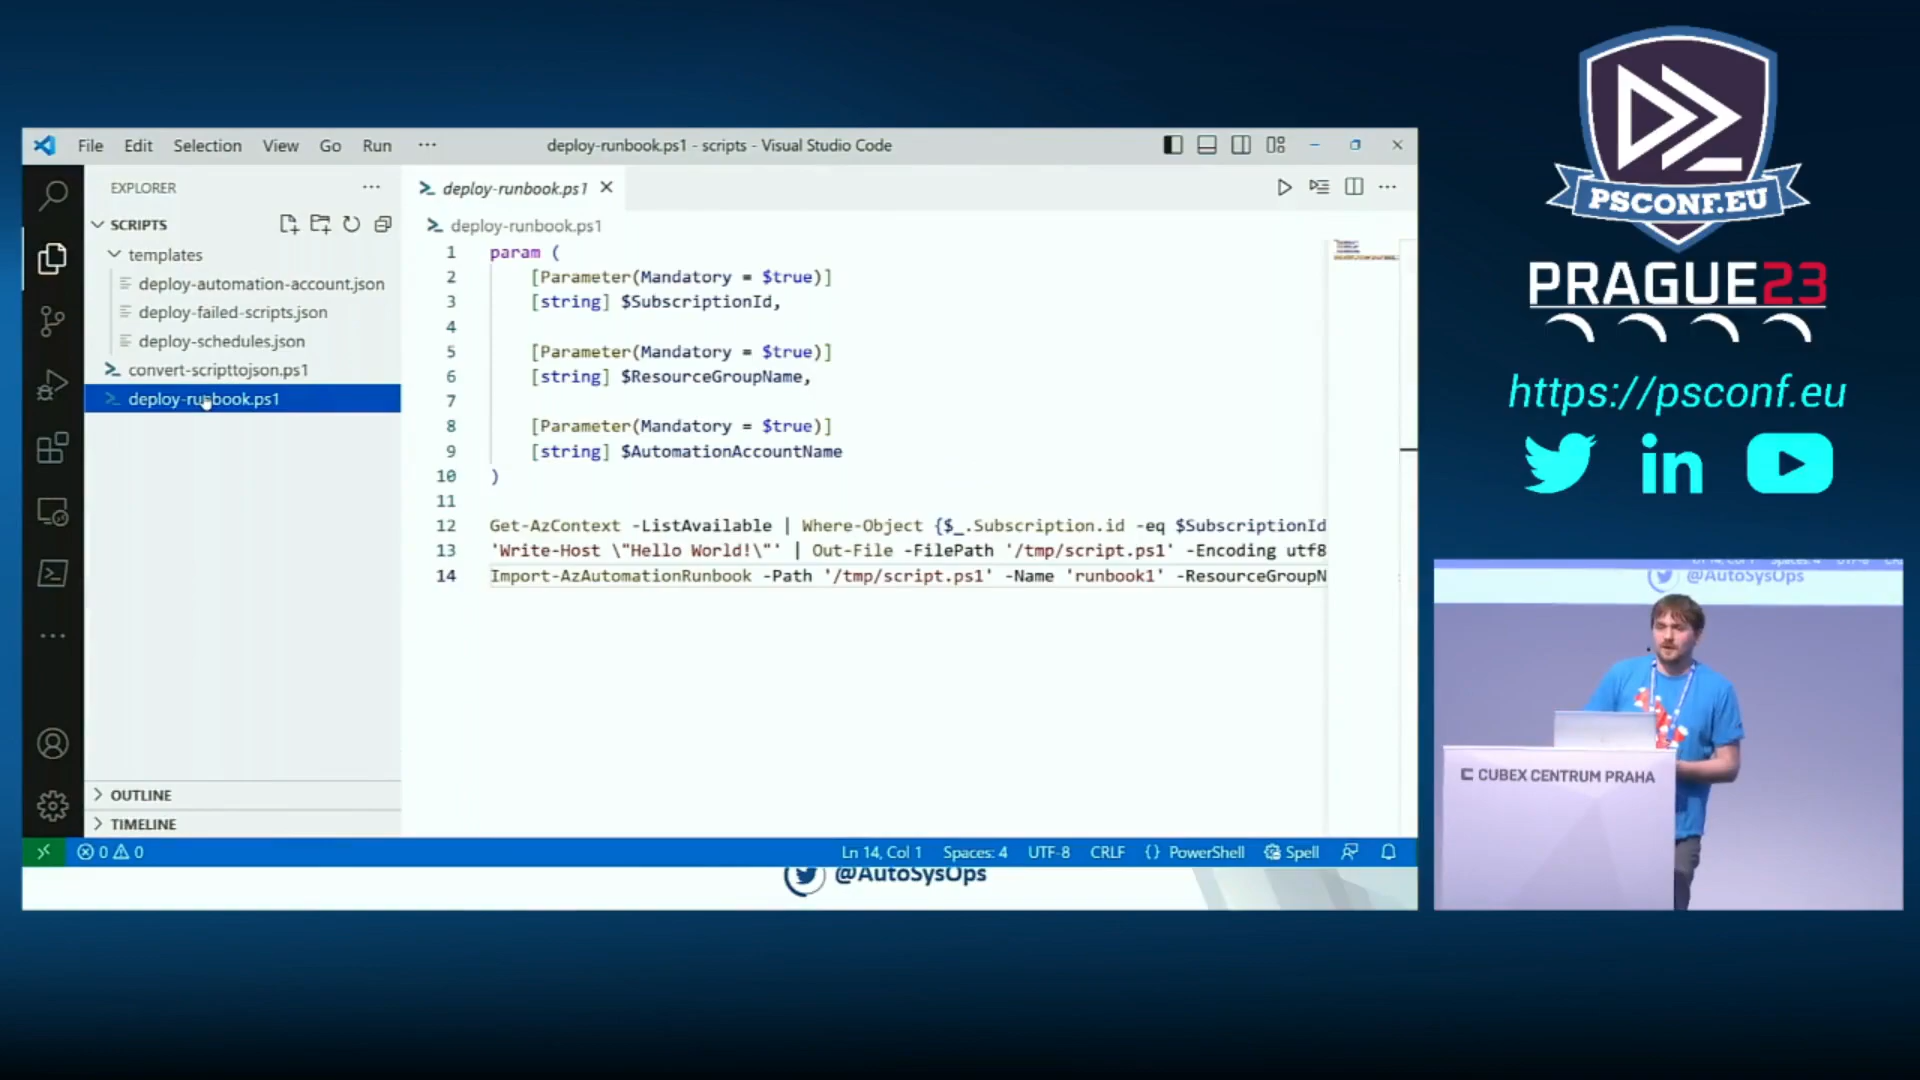 File Edit Selection View Go Run ···
deploy-runbook.ps1 - scripts - Visual Studio Code
EXPLORER ···
SCRIPTS
templates
deploy-automation-account.json
deploy-failed-scripts.json
deploy-schedules.json
convert-scripttojson.ps1
deploy-runbook.ps1
OUTLINE
TIMELINE
deploy-runbook.ps1
deploy-runbook.ps1
1 param (
2 [Parameter(Mandatory = $true)]
3 [string] $SubscriptionId,
4
5 [Parameter(Mandatory = $true)]
6 [string] $ResourceGroupName,
7
8 [Parameter(Mandatory = $true)]
9 [string] $AutomationAccountName
10 )
11
12 Get-AzContext -ListAvailable | Where-Object {$_.Subscription.id -eq $SubscriptionId
13 'Write-Host \"Hello World!\"' | Out-File -FilePath '/tmp/script.ps1' -Encoding utf8
14 Import-AzAutomationRunbook -Path '/tmp/script.ps1' -Name 'runbook1' -ResourceGroupN
0 0
Ln 14, Col 1 Spaces: 4 UTF-8 CRLF {} PowerShell Spell
@AutoSysOps
PSCONF.EU
PRAGUE23
https://psconf.eu
in
@AutoSysOps
CUBEX CENTRUM PRAHA